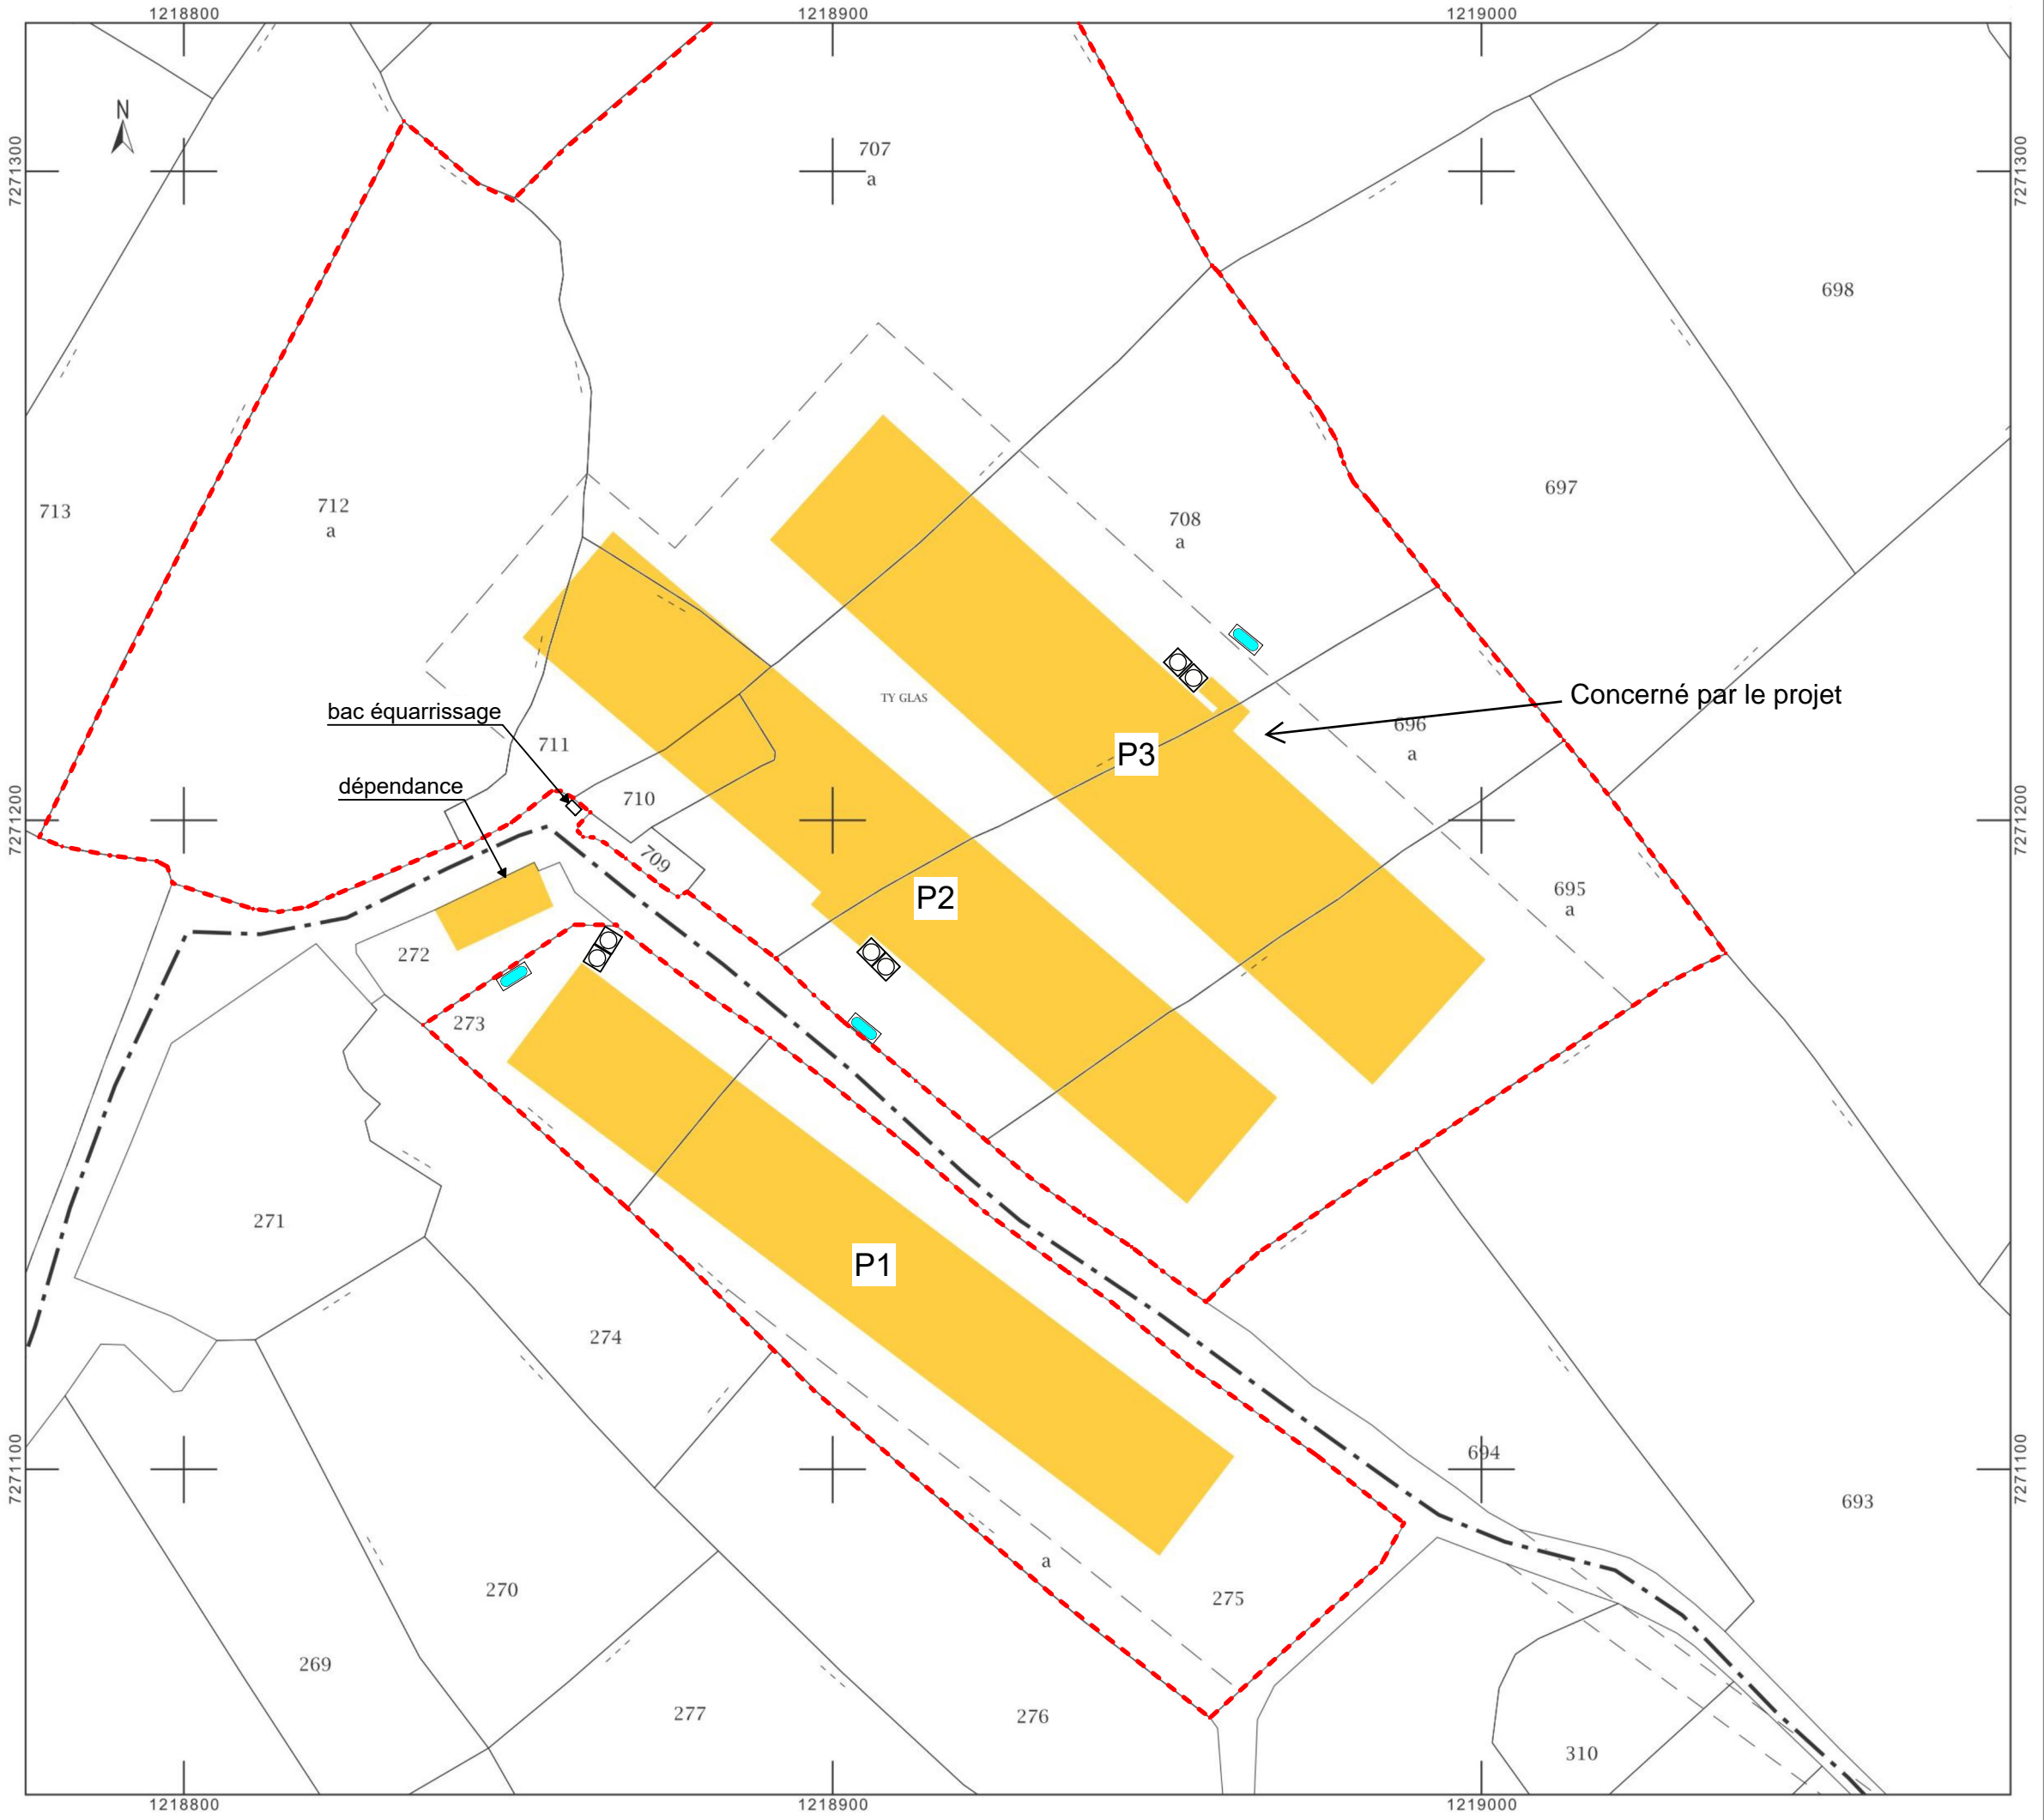 1218800
1218900
1219000
N
7271300
7271300
707
a
698
697
713
712
a
708
a
TY GLAS
Concerné par le projet
bac équarrissage
696
a
711
P3
dépendance
710
7271200
7271200
709
695
a
P2
272
273
271
P1
274
7271100
7271100
694
693
a
270
275
269
277
276
310
1218800
1218900
1219000